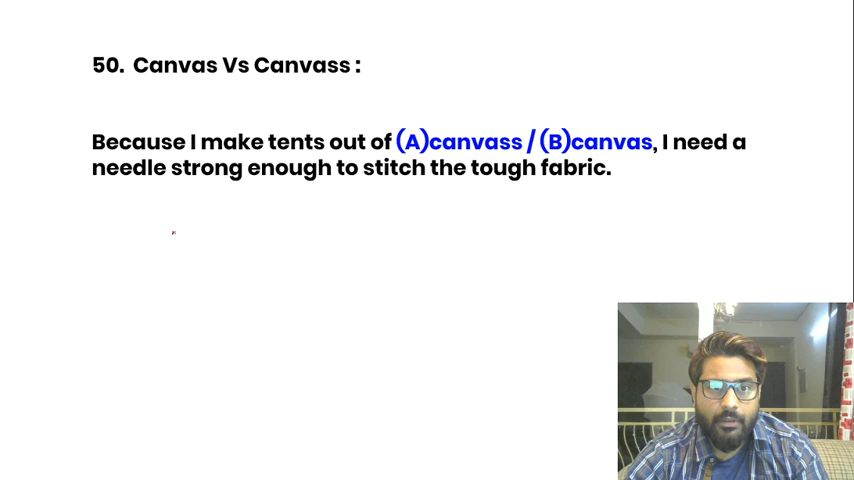 50. Canvas Vs Canvass :
Because I make tents out of (A)canvass / (B)canvas, I need a
needle strong enough to stitch the tough fabric.